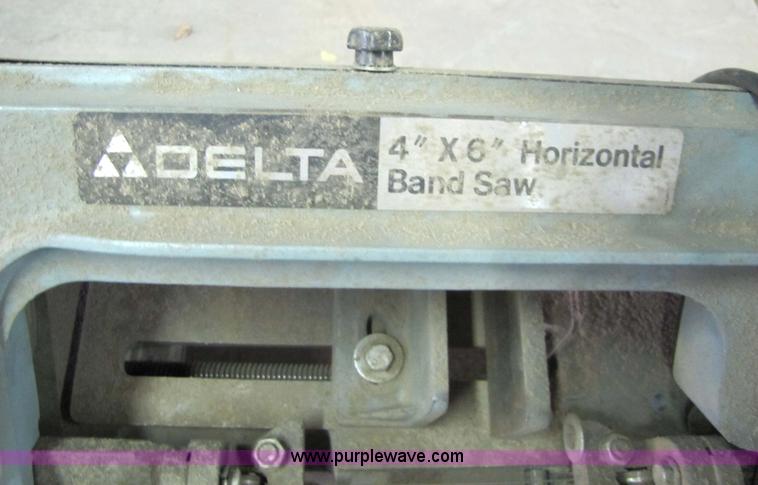 DELTA
4" X 6" Horizontal
Band Saw
www.purplewave.com